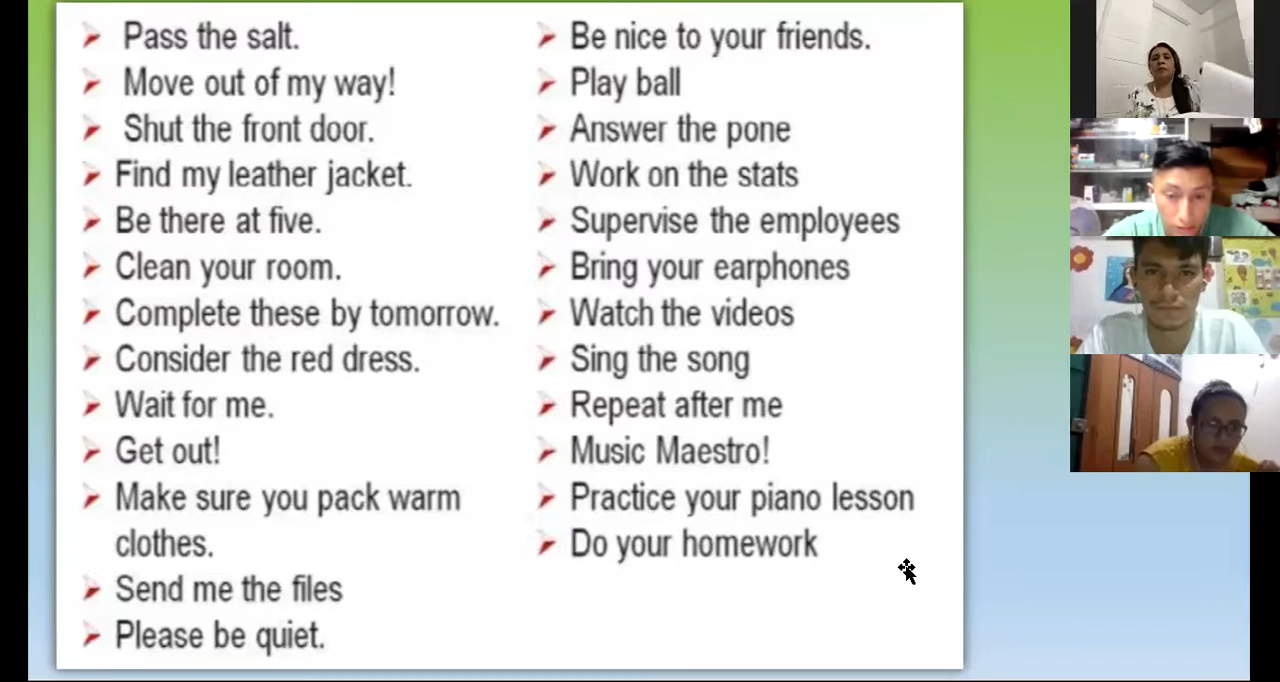 Pass the salt.
Move out of my way!
Shut the front door.
Find my leather jacket.
Be there at five.
Clean your room.
Complete these by tomorrow.
Consider the red dress.
Wait for me.
Get out!
Make sure you pack warm
clothes.
Send me the files
Please be quiet.
Be nice to your friends.
Play ball
Answer the pone
Work on the stats
Supervise the employees
Bring your earphones
Watch the videos
Sing the song
Repeat after me
Music Maestro!
Practice your piano lesson
Do your homework